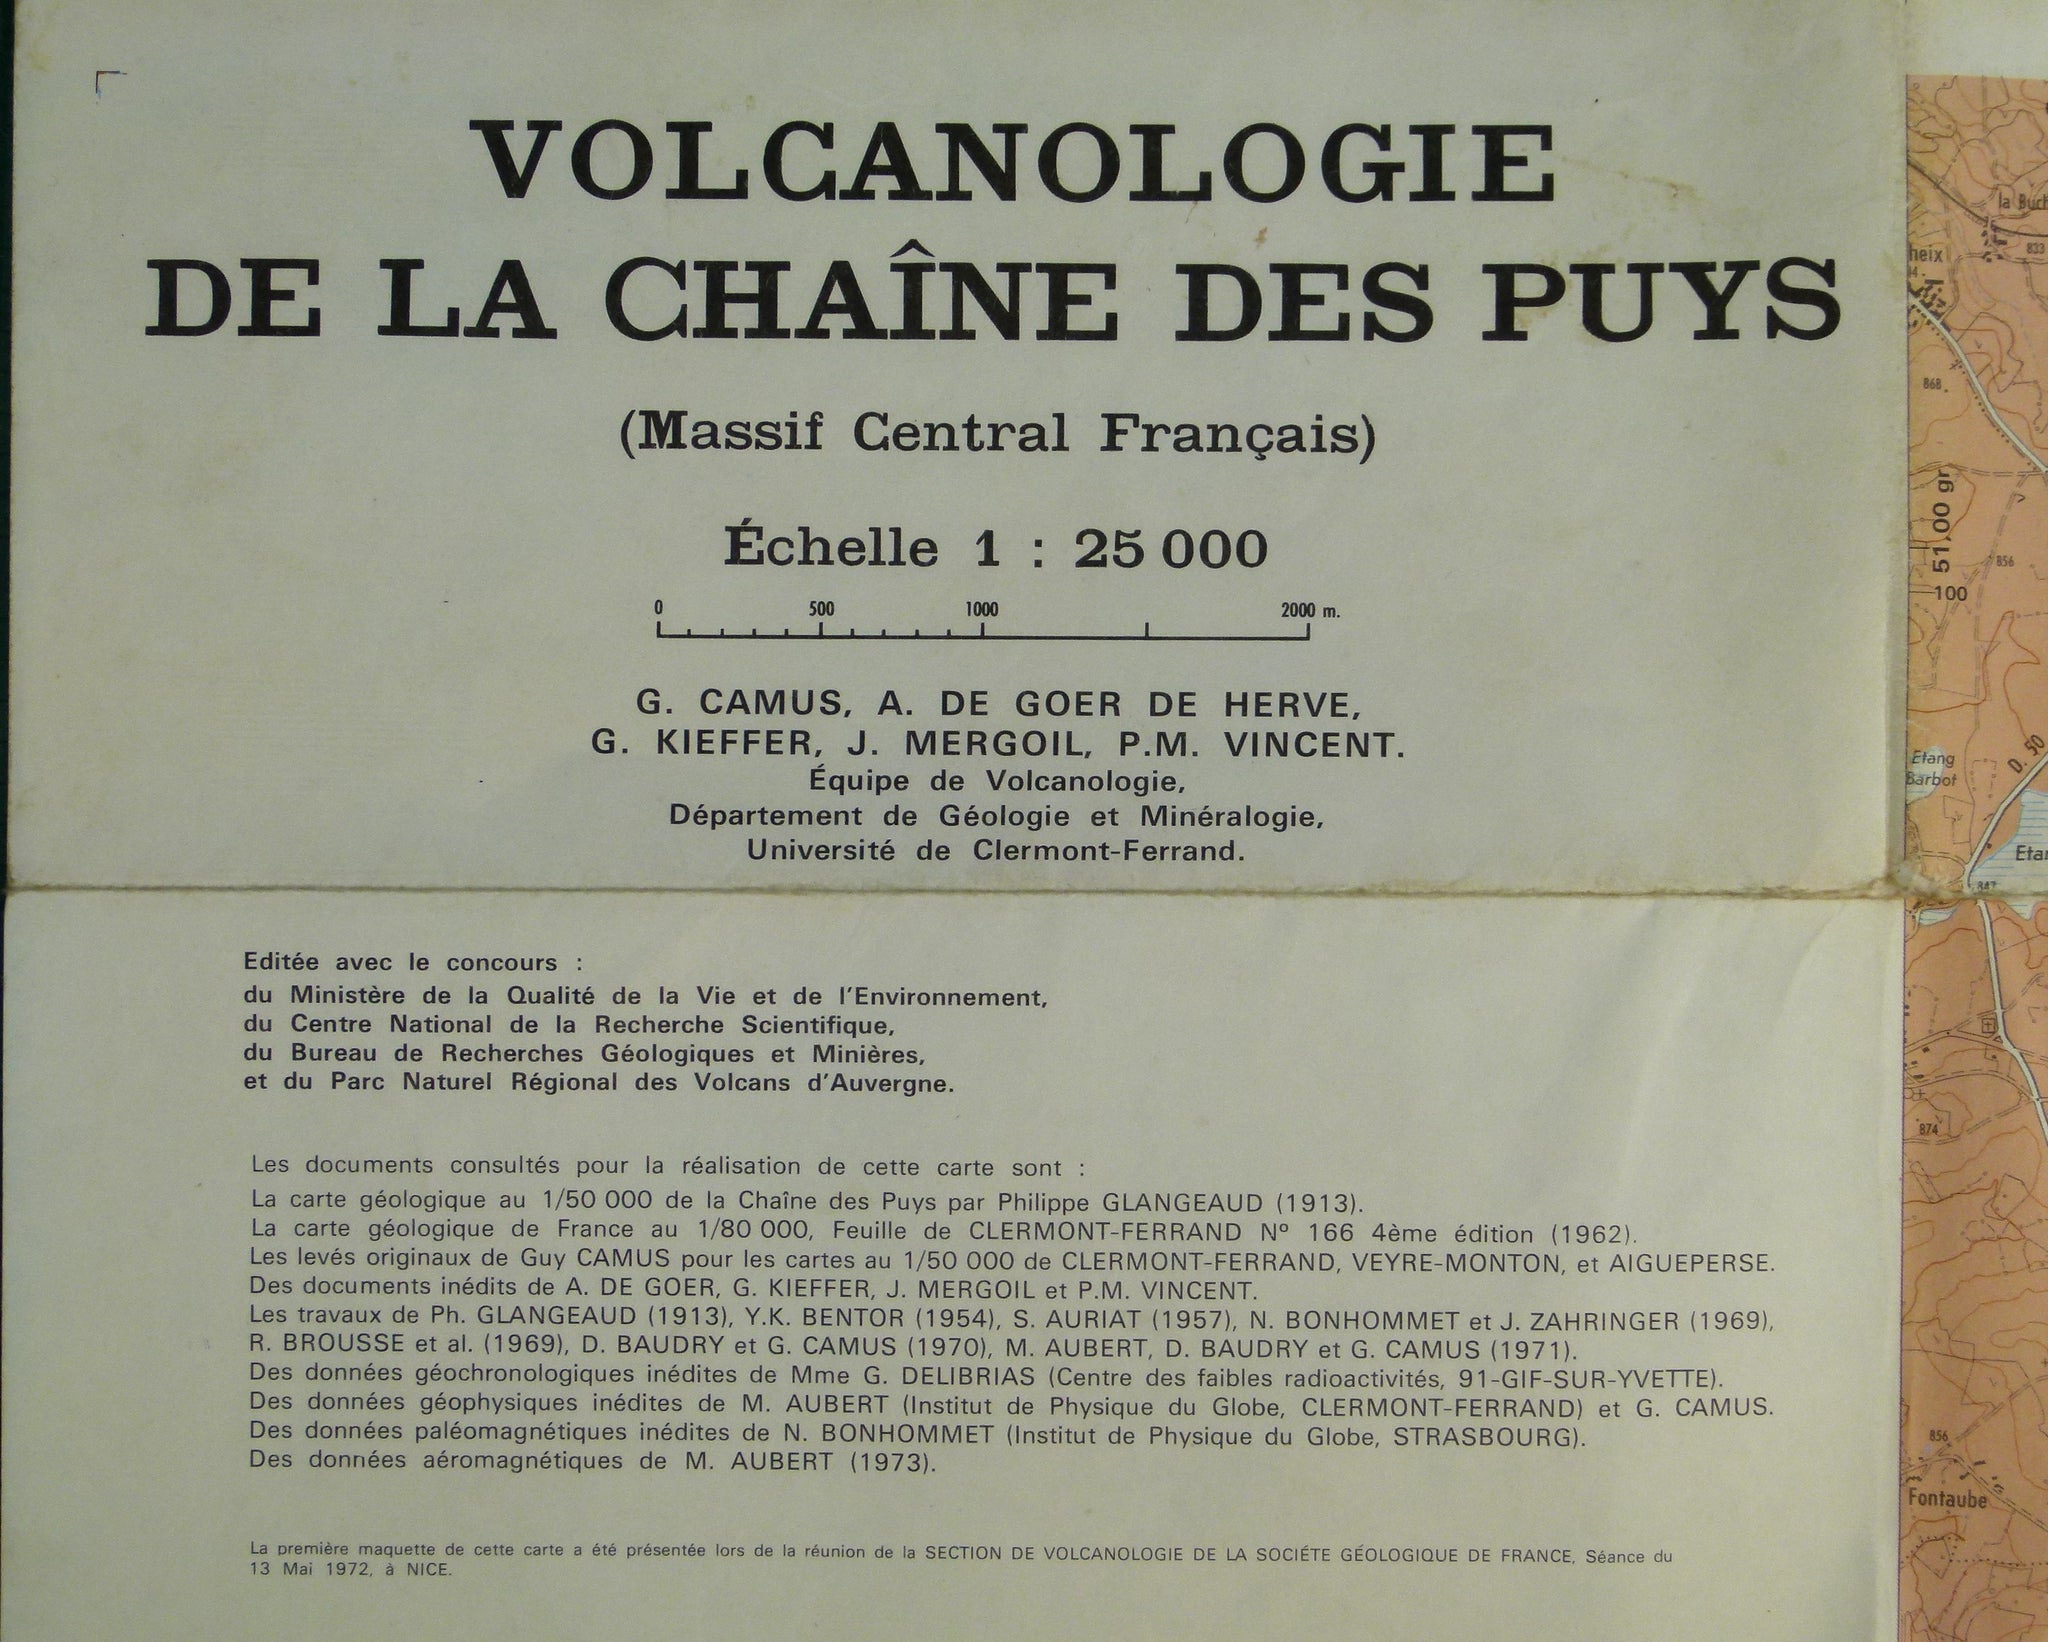 VOLCANOLOGIE
DE LA CHAÎNE DES PUYS
(Massif Central Français)
Échelle 1 : 25 000
0 500 1000 2000 m.
G. CAMUS, A. DE GOER DE HERVE,
G. KIEFFER, J. MERGOIL, P.M. VINCENT.
Équipe de Volcanologie,
Département de Géologie et Minéralogie,
Université de Clermont-Ferrand.
Editée avec le concours :
du Ministère de la Qualité de la Vie et de l'Environnement,
du Centre National de la Recherche Scientifique,
du Bureau de Recherches Géologiques et Minières,
et du Parc Naturel Régional des Volcans d'Auvergne.
Les documents consultés pour la réalisation de cette carte sont :
La carte géologique au 1/50 000 de la Chaîne des Puys par Philippe GLANGEAUD (1913).
La carte géologique de France au 1/80 000, Feuille de CLERMONT-FERRAND N° 166 4ème édition (1962).
Les levés originaux de Guy CAMUS pour les cartes au 1/50 000 de CLERMONT-FERRAND, VEYRE-MONTON, et AIGUEPERSE.
Des documents inédits de A. DE GOER, G. KIEFFER, J. MERGOIL et P.M. VINCENT.
Les travaux de Ph. GLANGEAUD (1913), Y.K. BENTOR (1954), S. AURIAT (1957), N. BONHOMMET et J. ZAHRINGER (1969),
R. BROUSSE et al. (1969), D. BAUDRY et G. CAMUS (1970), M. AUBERT, D. BAUDRY et G. CAMUS (1971).
Des données géochronologiques inédites de Mme G. DELIBRIAS (Centre des faibles radioactivités, 91-GIF-SUR-YVETTE).
Des données géophysiques inédites de M. AUBERT (Institut de Physique du Globe, CLERMONT-FERRAND) et G. CAMUS.
Des données paléomagnétiques inédites de N. BONHOMMET (Institut de Physique du Globe, STRASBOURG).
Des données aéromagnétiques de M. AUBERT (1973).
La première maquette de cette carte a été présentée lors de la réunion de la SECTION DE VOLCANOLOGIE DE LA SOCIÉTE GÉOLOGIQUE DE FRANCE, Séance du
13 Mai 1972, à NICE.
la Buch
833
heix
868
51,00 gr
856
100
Etang
Barbot
D. 50
Etan
847
874
856
Fontaube